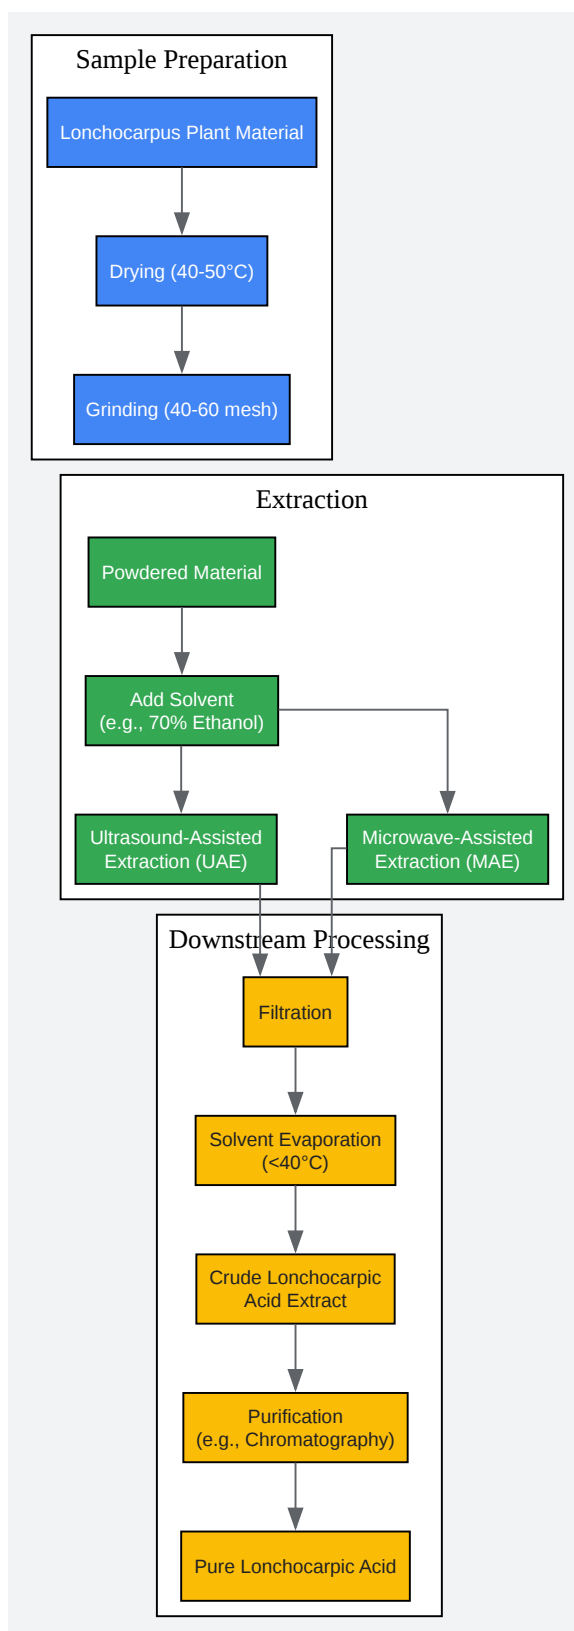 Sample Preparation
Lonchocarpus Plant Material
Drying (40-50°C)
Grinding (40-60 mesh)
Extraction
Powdered Material
Add Solvent
(e.g., 70% Ethanol)
Ultrasound-Assisted
Extraction (UAE)
Microwave-Assisted
Extraction (MAE)
Downstream Processing
Filtration
Solvent Evaporation
(<40°C)
Crude Lonchocarpic
Acid Extract
Purification
(e.g., Chromatography)
Pure Lonchocarpic Acid